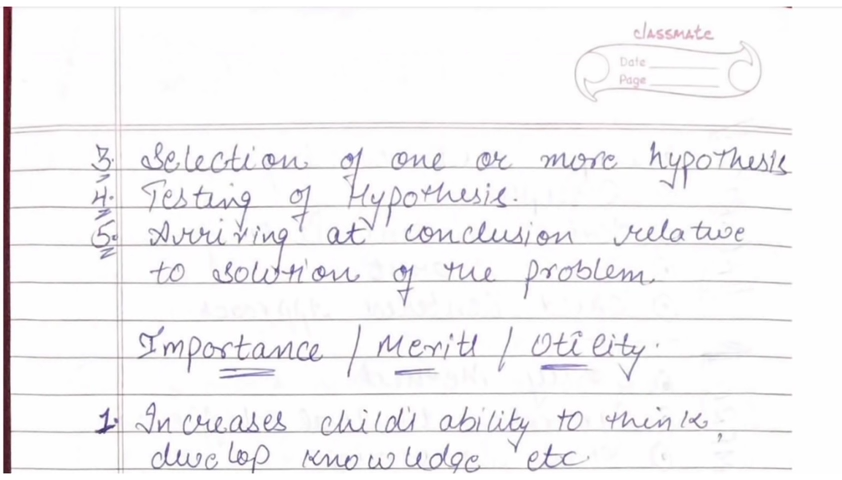 classmate
Date
Page
3. Selection of one or more hypothesis
4. Testing of Hypothesis.
5. Arriving at conclusion relative
to solution of the problem.
Importance / Merits / Utility.
1. Increases child's ability to think,
develop knowledge etc.